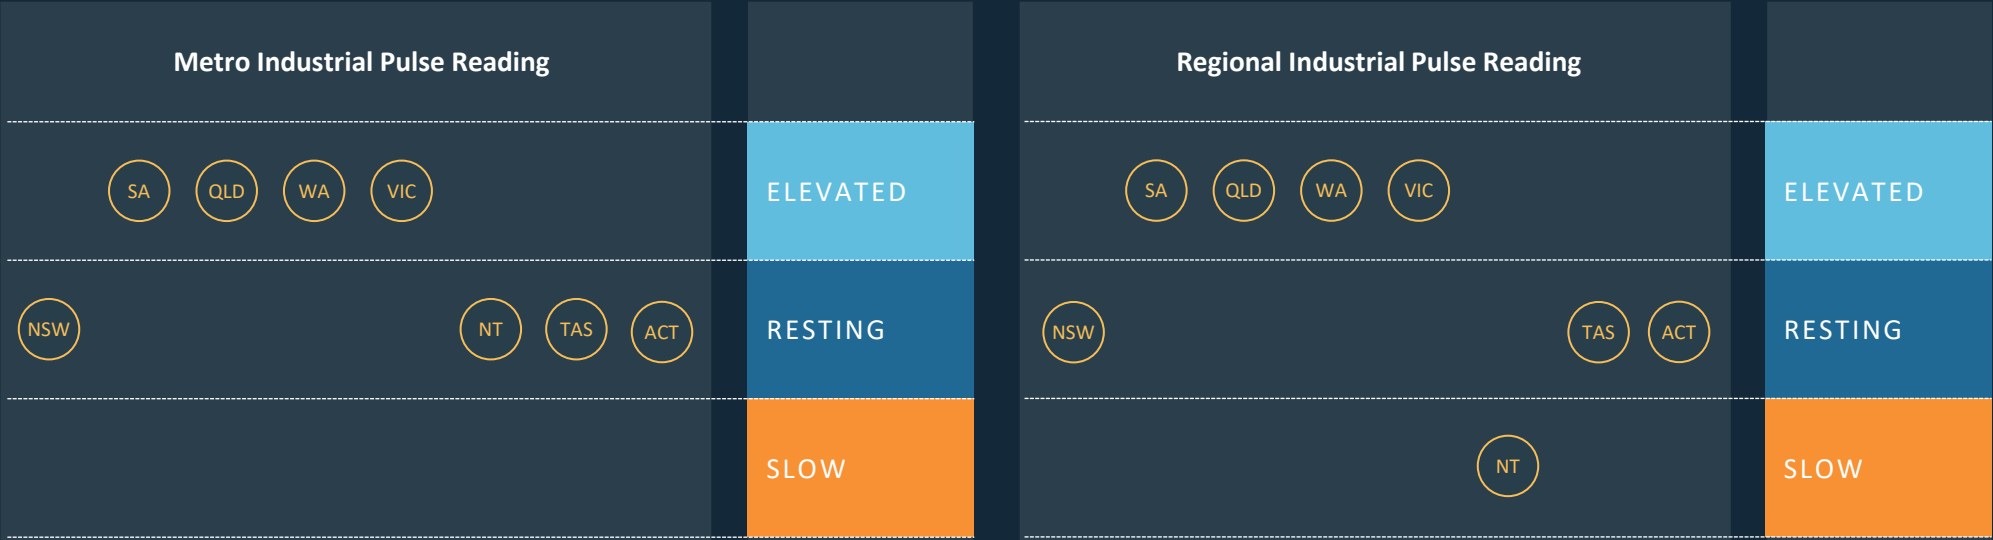 Metro Industrial Pulse Reading
SA QLD WA VIC ELEVATED
NSW NT TAS ACT RESTING
SLOW
Regional Industrial Pulse Reading
SA QLD WA VIC ELEVATED
NSW TAS ACT RESTING
NT SLOW